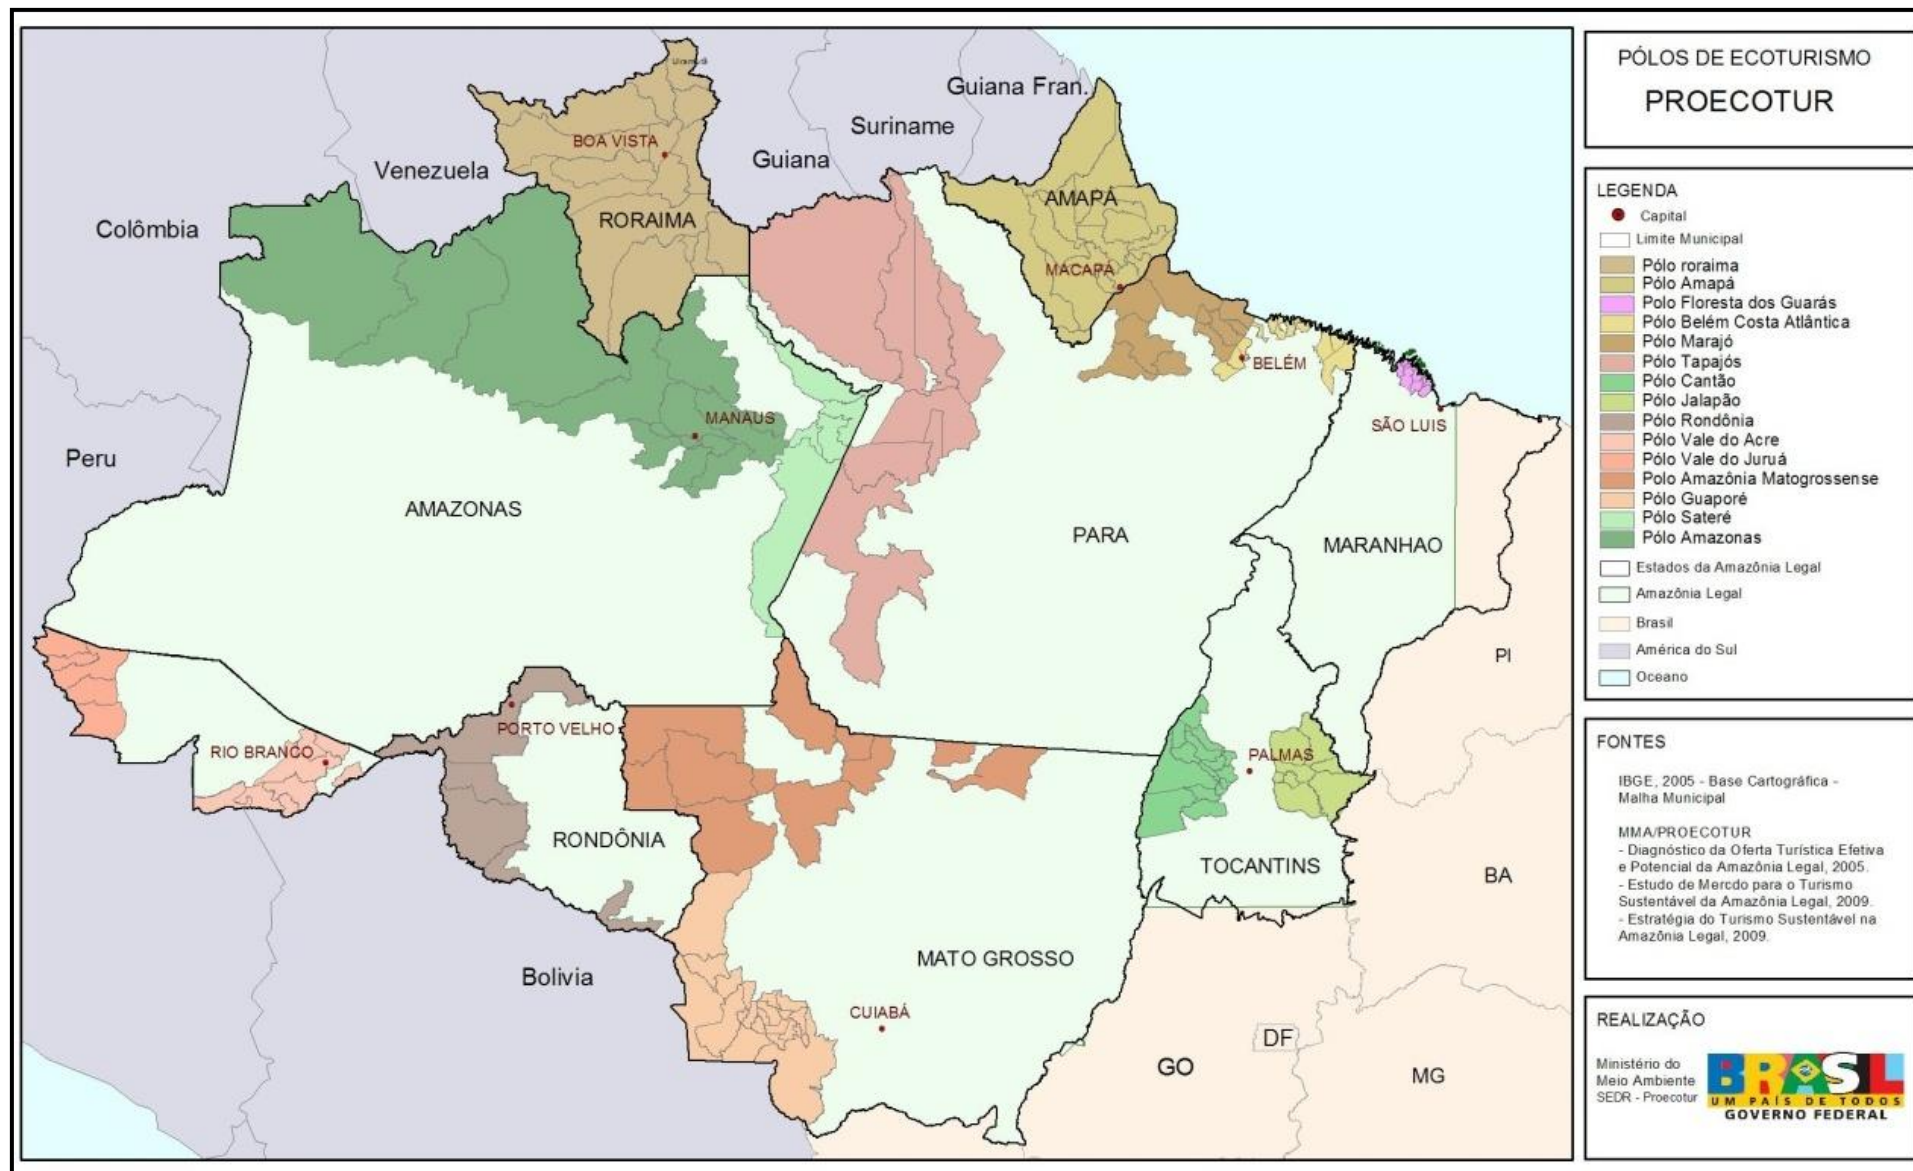 Uiramutã
Guiana Fran.
Suriname
BOA VISTA
Guiana
Venezuela
AMAPÁ
RORAIMA
Colômbia
MACAPÁ
BELÉM
MANAUS
SÃO LUIS
Peru
AMAZONAS
PARA
MARANHAO
PI
PORTO VELHO
RIO BRANCO
PALMAS
RONDÔNIA
TOCANTINS
BA
MATO GROSSO
Bolivia
CUIABÁ
DF
GO
MG
PÓLOS DE ECOTURISMO
PROECOTUR
LEGENDA
Capital
Limite Municipal
Pólo roraima
Pólo Amapá
Polo Floresta dos Guarás
Pólo Belém Costa Atlântica
Pólo Marajó
Pólo Tapajós
Pólo Cantão
Pólo Jalapão
Pólo Rondônia
Pólo Vale do Acre
Pólo Vale do Juruá
Polo Amazônia Matogrossense
Pólo Guaporé
Pólo Sateré
Pólo Amazonas
Estados da Amazônia Legal
Amazônia Legal
Brasil
América do Sul
Oceano
FONTES
IBGE, 2005 - Base Cartográfica -
Malha Municipal
MMA/PROECOTUR
- Diagnóstico da Oferta Turística Efetiva
e Potencial da Amazônia Legal, 2005.
- Estudo de Mercdo para o Turismo
Sustentável da Amazônia Legal, 2009.
- Estratégia do Turismo Sustentável na
Amazônia Legal, 2009.
REALIZAÇÃO
Ministério do
Meio Ambiente
SEDR - Proecotur
BRASIL
UM PAÍS DE TODOS
GOVERNO FEDERAL